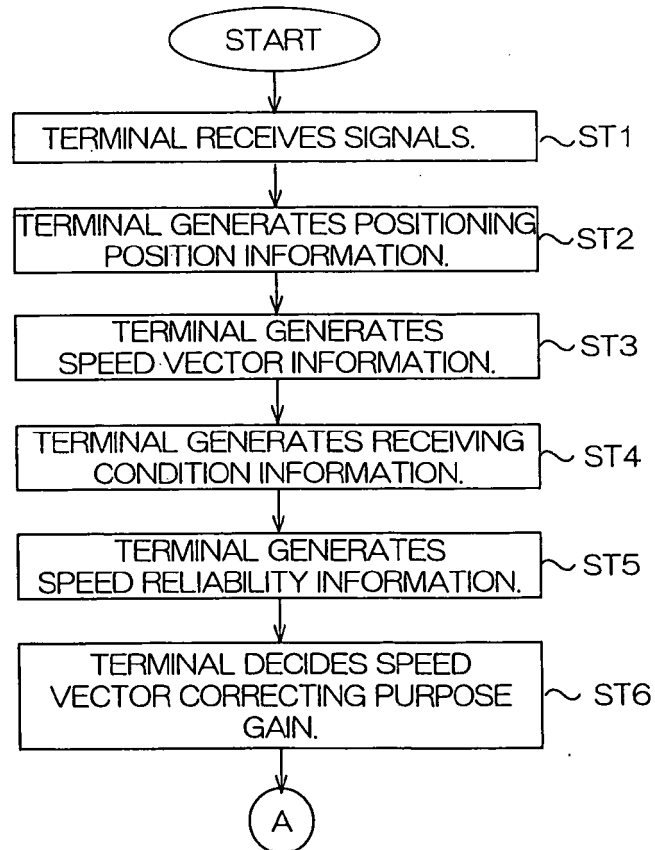 START
TERMINAL RECEIVES SIGNALS.
ST1
TERMINAL GENERATES POSITIONING
POSITION INFORMATION.
ST2
TERMINAL GENERATES
SPEED VECTOR INFORMATION.
ST3
TERMINAL GENERATES RECEIVING
CONDITION INFORMATION.
ST4
TERMINAL GENERATES
SPEED RELIABILITY INFORMATION.
ST5
TERMINAL DECIDES SPEED
VECTOR CORRECTING PURPOSE
GAIN.
ST6
A